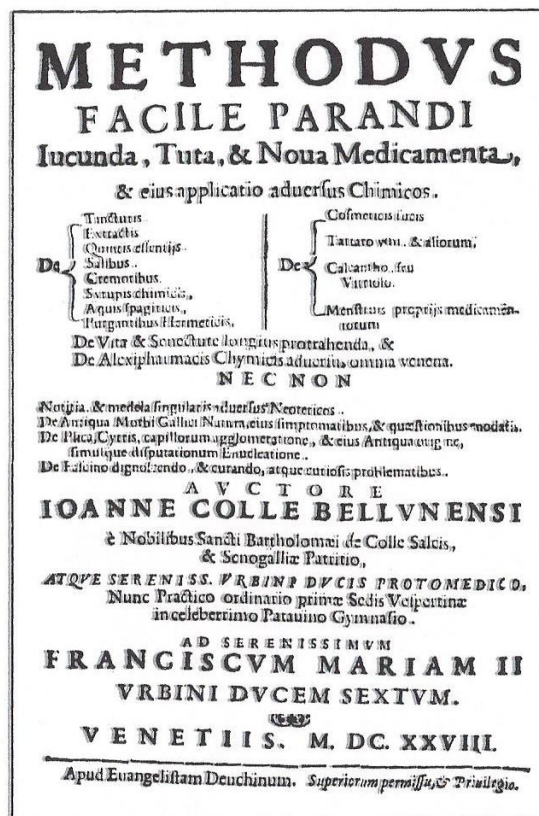 METHODVS
FACILE PARANDI
Iucunda, Tuta, & Noua Medicamenta,
& eius applicatio aduersus Chimicos.
De
Tincturis
Extractis
Quintis essentijs
Salibus.
Cremoribus.
Syrupis chimicis,
Aquis spagiricis,
Purgantibus Hermeticis.
De
Cosmeticis fucis
Tartaro vini, & aliorum,
Calcantho, seu
Vitriolo.
Menstruis proprijs medicamen-
torum
De Vita & Senectute longius protrahenda, &
De Alexipharmacis Chymicis aduersus omnia venena.
NEC NON
Notitia, & medela singularis aduersus Neotericos.
De Antiqua Morbi Gallici Natura, eius simptomatibus, & quæstionibus
De Plica, Cyrris, capillorum agglomeratione, & eius Antiqua origine,
simulque disputationum Enucleatione.
De Fascino dignoscendo, & curando, atque curiosis problematibus.
AVCTORE
IOANNE COLLE BELLVNENSI
è Nobilibus Sancti Bartholomæi de Colle Salcis,
& Senogalliæ Patritio,
ATQVE SERENISS. VRBINI DVCIS PROTOMEDICO,
Nunc Practico ordinario primæ Sedis Vespertinæ
in celeberrimo Patauino Gymnasio.
AD SERENISSIMVM
FRANCISCVM MARIAM II
VRBINI DVCEM SEXTVM.
VENETIIS. M. DC. XXVIII.
Apud Euangelistam Deuchinum. Superiorum permissu, & Priuilegio.